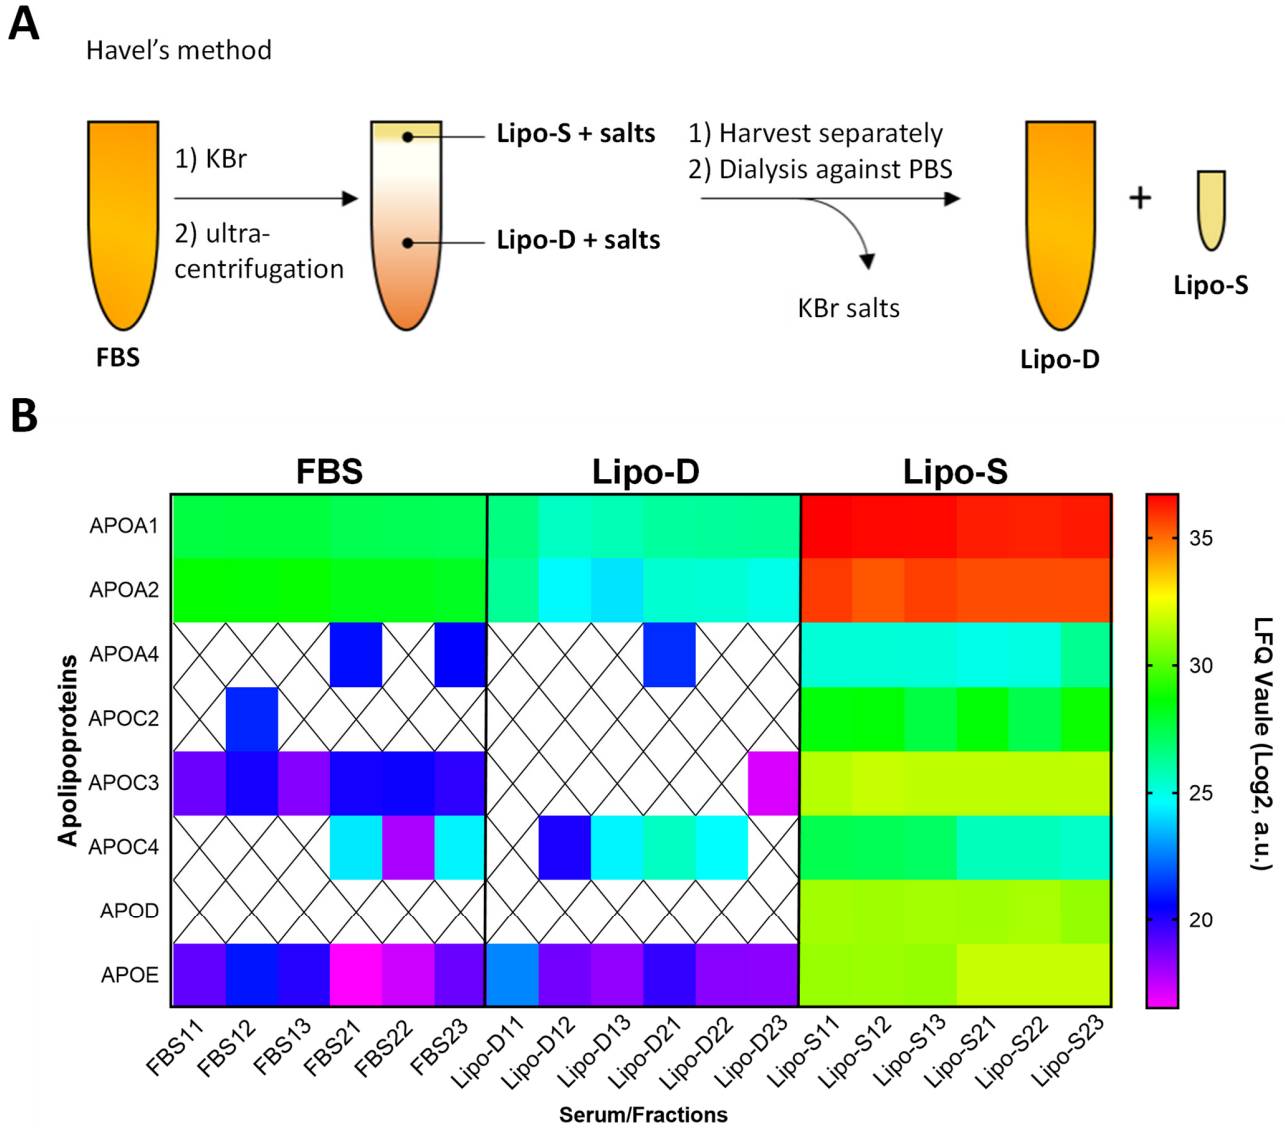 A
Havel's method
1) KBr
2) ultra-
centrifugation
FBS
Lipo-S + salts
Lipo-D + salts
1) Harvest separately
2) Dialysis against PBS
KBr salts
Lipo-D
+
Lipo-S
B
FBS
Lipo-D
Lipo-S
Apolipoproteins
APOA1
APOA2
APOA4
APOC2
APOC3
APOC4
APOD
APOE
FBS11
FBS12
FBS13
FBS21
FBS22
FBS23
Lipo-D11
Lipo-D12
Lipo-D13
Lipo-D21
Lipo-D22
Lipo-D23
Lipo-S11
Lipo-S12
Lipo-S13
Lipo-S21
Lipo-S22
Lipo-S23
Serum/Fractions
35
30
25
20
LFQ Vaule (Log2, a.u.)